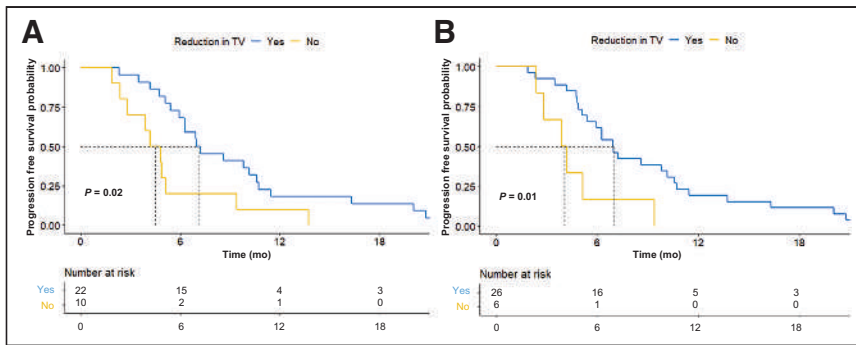 A
Reduction in TV Yes No
Progression free survival probability
1.00
0.75
0.50
0.25
0.00
P = 0.02
0 6 12 18
Time (mo)
Number at risk
Yes 22 15 4 3
No 10 2 1 0
0 6 12 18
B
Reduction in TV Yes No
Progression free survival probability
1.00
0.75
0.50
0.25
0.00
P = 0.01
0 6 12 18
Time (mo)
Number at risk
Yes 26 16 5 3
No 6 1 0 0
0 6 12 18